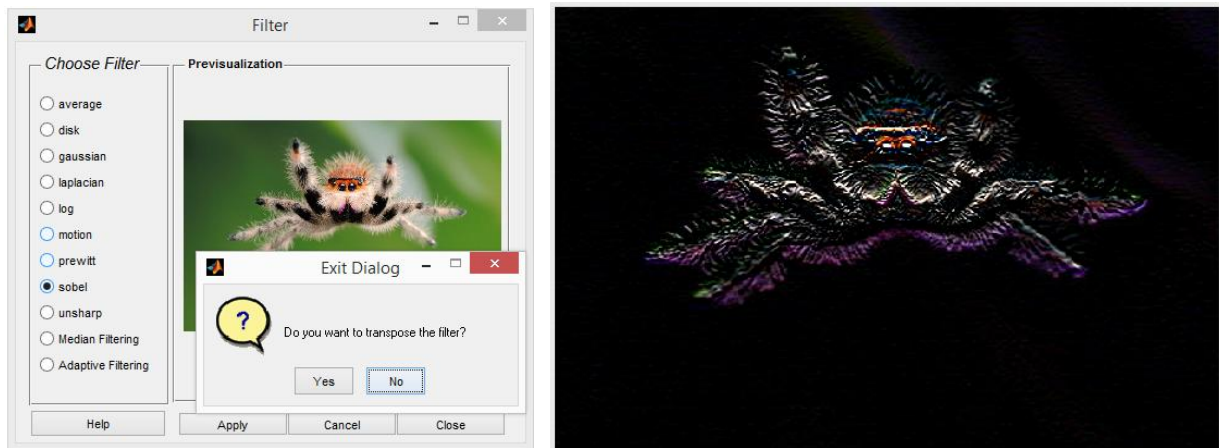 Filter
Choose Filter
Previsualization
average
disk
gaussian
laplacian
log
motion
prewitt
sobel
unsharp
Median Filtering
Adaptive Filtering
Exit Dialog
?
Do you want to transpose the filter?
Yes
No
Help
Apply
Cancel
Close